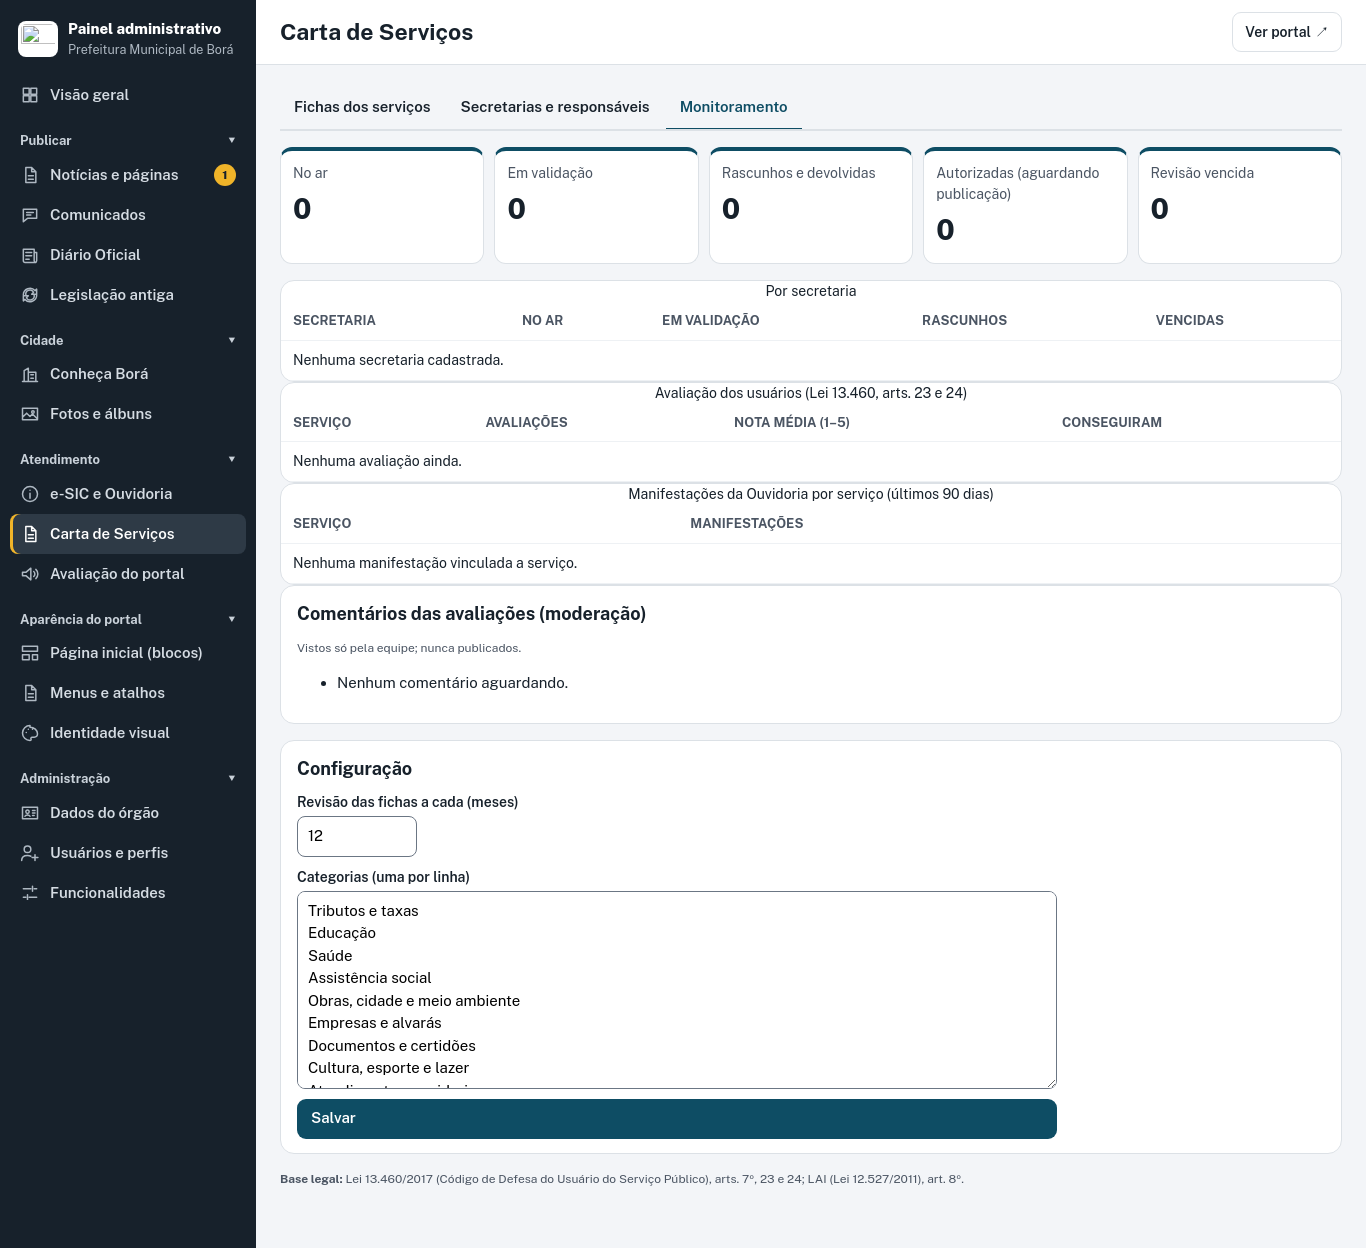 Painel administrativo
Prefeitura Municipal de Borá
Visão geral
Publicar
Notícias e páginas
1
Comunicados
Diário Oficial
Legislação antiga
Cidade
Conheça Borá
Fotos e álbuns
Atendimento
e-SIC e Ouvidoria
Carta de Serviços
Avaliação do portal
Aparência do portal
Página inicial (blocos)
Menus e atalhos
Identidade visual
Administração
Dados do órgão
Usuários e perfis
Funcionalidades
Carta de Serviços
Ver portal ↗
Fichas dos serviços
Secretarias e responsáveis
Monitoramento
No ar
0
Em validação
0
Rascunhos e devolvidas
0
Autorizadas (aguardando
publicação)
0
Revisão vencida
0
Por secretaria
SECRETARIA NO AR EM VALIDAÇÃO RASCUNHOS VENCIDAS
Nenhuma secretaria cadastrada.
Avaliação dos usuários (Lei 13.460, arts. 23 e 24)
SERVIÇO AVALIAÇÕES NOTA MÉDIA (1–5) CONSEGUIRAM
Nenhuma avaliação ainda.
Manifestações da Ouvidoria por serviço (últimos 90 dias)
SERVIÇO MANIFESTAÇÕES
Nenhuma manifestação vinculada a serviço.
Comentários das avaliações (moderação)
Vistos só pela equipe; nunca publicados.
Nenhum comentário aguardando.
Configuração
Revisão das fichas a cada (meses)
12
Categorias (uma por linha)
Tributos e taxas
Educação
Saúde
Assistência social
Obras, cidade e meio ambiente
Empresas e alvarás
Documentos e certidões
Cultura, esporte e lazer
Salvar
Base legal: Lei 13.460/2017 (Código de Defesa do Usuário do Serviço Público), arts. 7º, 23 e 24; LAI (Lei 12.527/2011), art. 8º.